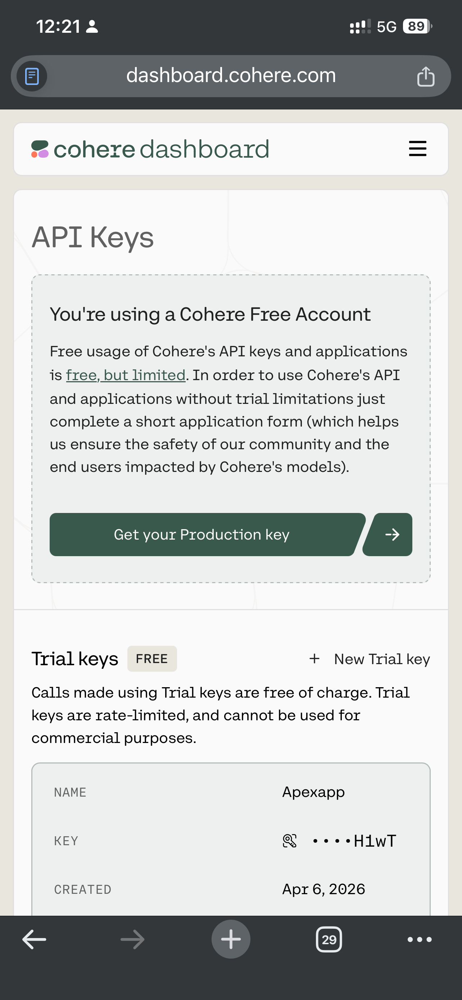 12:21
5G
89
dashboard.cohere.com
cohere dashboard
API Keys
You're using a Cohere Free Account
Free usage of Cohere's API keys and applications
is free, but limited. In order to use Cohere's API
and applications without trial limitations just
complete a short application form (which helps
us ensure the safety of our community and the
end users impacted by Cohere's models).
Get your Production key
Trial keys FREE + New Trial key
Calls made using Trial keys are free of charge. Trial
keys are rate-limited, and cannot be used for
commercial purposes.
NAME Apexapp
KEY ••••H1wT
CREATED Apr 6, 2026
29